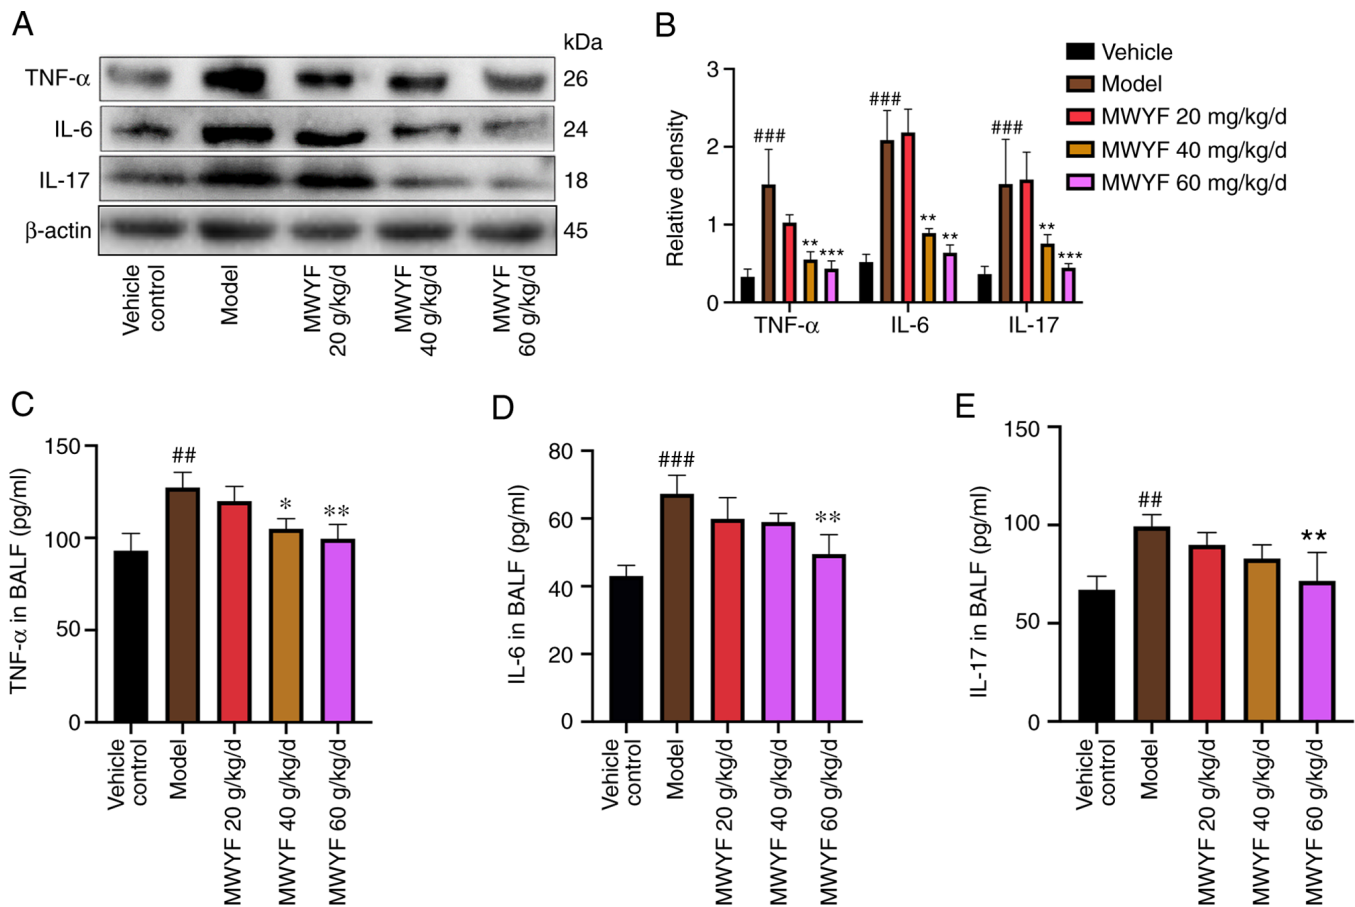 A
kDa
TNF-α
26
IL-6
24
IL-17
18
β-actin
45
Vehicle
control
Model
MWYF
20 g/kg/d
MWYF
40 g/kg/d
MWYF
60 g/kg/d
B
Vehicle
Model
MWYF 20 mg/kg/d
MWYF 40 mg/kg/d
MWYF 60 mg/kg/d
Relative density
3
2
1
0
###
**
***
###
**
**
###
**
***
TNF-α
IL-6
IL-17
C
TNF-α in BALF (pg/ml)
150
100
50
0
##
*
**
Vehicle
control
Model
MWYF 20 g/kg/d
MWYF 40 g/kg/d
MWYF 60 g/kg/d
D
IL-6 in BALF (pg/ml)
80
60
40
20
0
###
**
Vehicle
control
Model
MWYF 20 g/kg/d
MWYF 40 g/kg/d
MWYF 60 g/kg/d
E
IL-17 in BALF (pg/ml)
150
100
50
0
##
**
Vehicle
control
Model
MWYF 20 g/kg/d
MWYF 40 g/kg/d
MWYF 60 g/kg/d